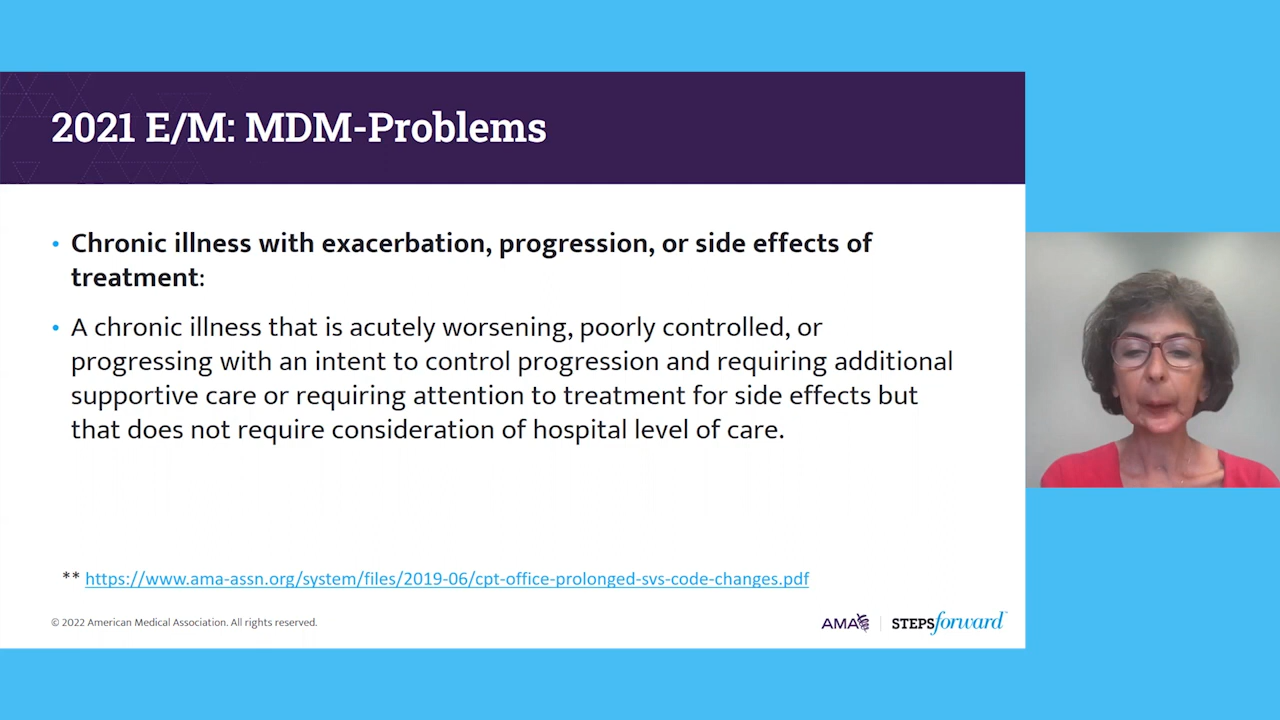 2021 E/M: MDM-Problems
• Chronic illness with exacerbation, progression, or side effects of
treatment:
• A chronic illness that is acutely worsening, poorly controlled, or
progressing with an intent to control progression and requiring additional
supportive care or requiring attention to treatment for side effects but
that does not require consideration of hospital level of care.
** https://www.ama-assn.org/system/files/2019-06/cpt-office-prolonged-svs-code-changes.pdf
© 2022 American Medical Association. All rights reserved.
AMA | STEPSforward™